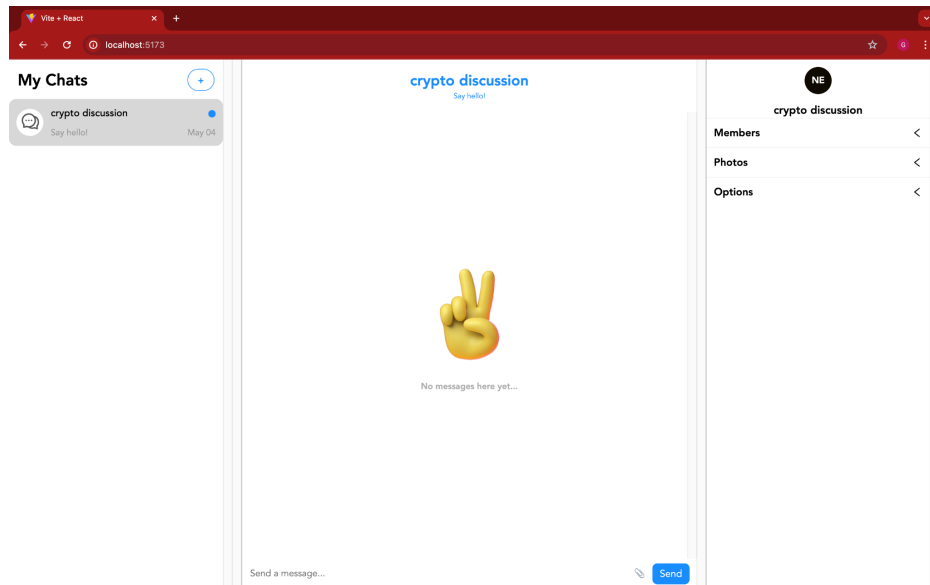 Vite + React
localhost:5173
G
My Chats
+
crypto discussion
Say hello!
May 04
crypto discussion
Say hello!
No messages here yet...
Send a message...
Send
NE
crypto discussion
Members
Photos
Options